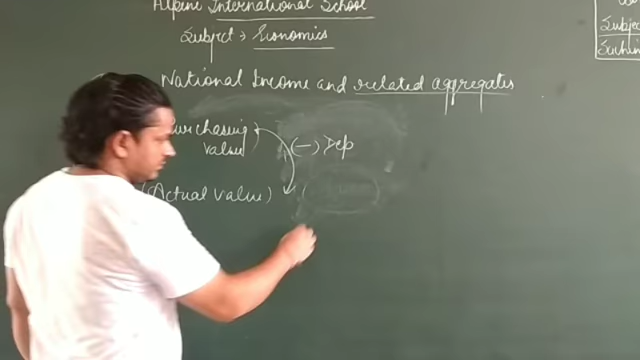 Alpine International School
Subject → Economics
Subject
National Income and related aggregates
Purchasing
Value
(-) Dep
(Actual value) (